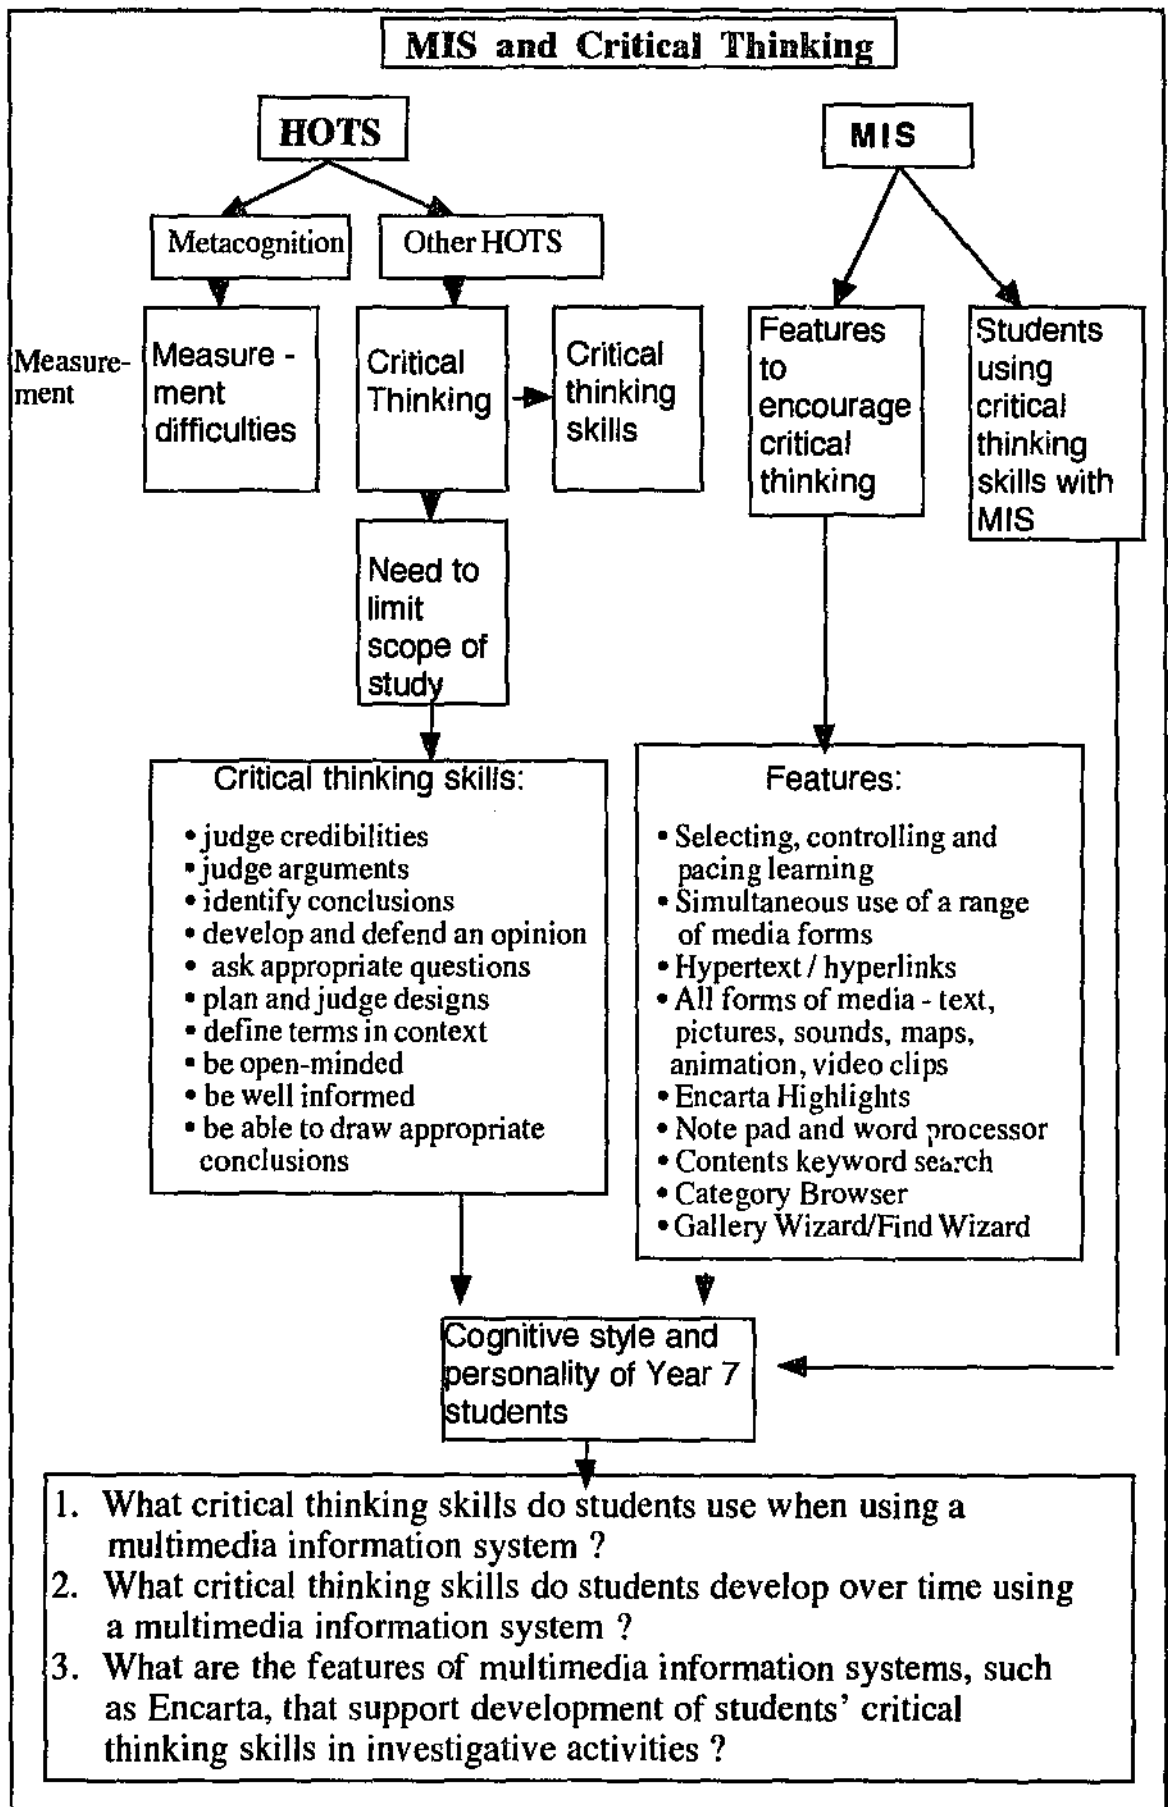 MIS and Critical Thinking
HOTS
MIS
Metacognition
Other HOTS
Measure-
ment
Measure -
ment
difficulties
Critical
Thinking
Critical
thinking
skills
Features
to
encourage
critical
thinking
Students
using
critical
thinking
skills with
MIS
Need to
limit
scope of
study
Critical thinking skills:
• judge credibilities
• judge arguments
• identify conclusions
• develop and defend an opinion
• ask appropriate questions
• plan and judge designs
• define terms in context
• be open-minded
• be well informed
• be able to draw appropriate
conclusions
Features:
• Selecting, controlling and
pacing learning
• Simultaneous use of a range
of media forms
• Hypertext / hyperlinks
• All forms of media - text,
pictures, sounds, maps,
animation, video clips
• Encarta Highlights
• Note pad and word processor
• Contents keyword search
• Category Browser
• Gallery Wizard/Find Wizard
Cognitive style and
personality of Year 7
students
1. What critical thinking skills do students use when using a
multimedia information system ?
2. What critical thinking skills do students develop over time using
a multimedia information system ?
3. What are the features of multimedia information systems, such
as Encarta, that support development of students' critical
thinking skills in investigative activities ?